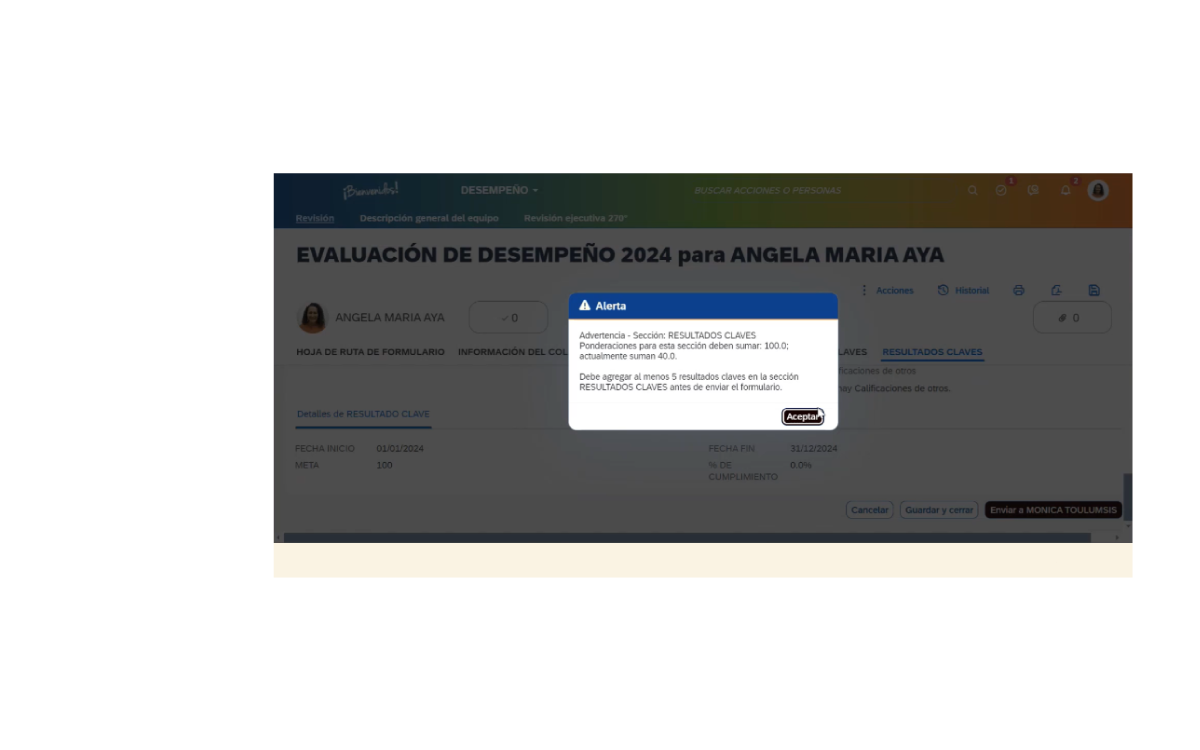 ¡Bienvenidos!
DESEMPEÑO
BUSCAR ACCIONES O PERSONAS
2
Revisión
Descripción general del equipo
Revisión ejecutiva 270°
EVALUACIÓN DE DESEMPEÑO 2024 para ANGELA MARIA AYA
Acciones
Historial
ANGELA MARIA AYA
0
0
HOJA DE RUTA DE FORMULARIO
INFORMACIÓN DEL COL
LAVES
RESULTADOS CLAVES
Alerta
Advertencia - Sección: RESULTADOS CLAVES
Ponderaciones para esta sección deben sumar: 100.0;
actualmente suman 40.0.
Debe agregar al menos 5 resultados claves en la sección
RESULTADOS CLAVES antes de enviar el formulario.
Aceptar
ficaciones de otros
hay Calificaciones de otros.
Detalles de RESULTADO CLAVE
FECHA INICIO 01/01/2024
FECHA FIN 31/12/2024
META 100
% DE CUMPLIMIENTO 0.0%
Cancelar
Guardar y cerrar
Enviar a MONICA TOULUMSIS